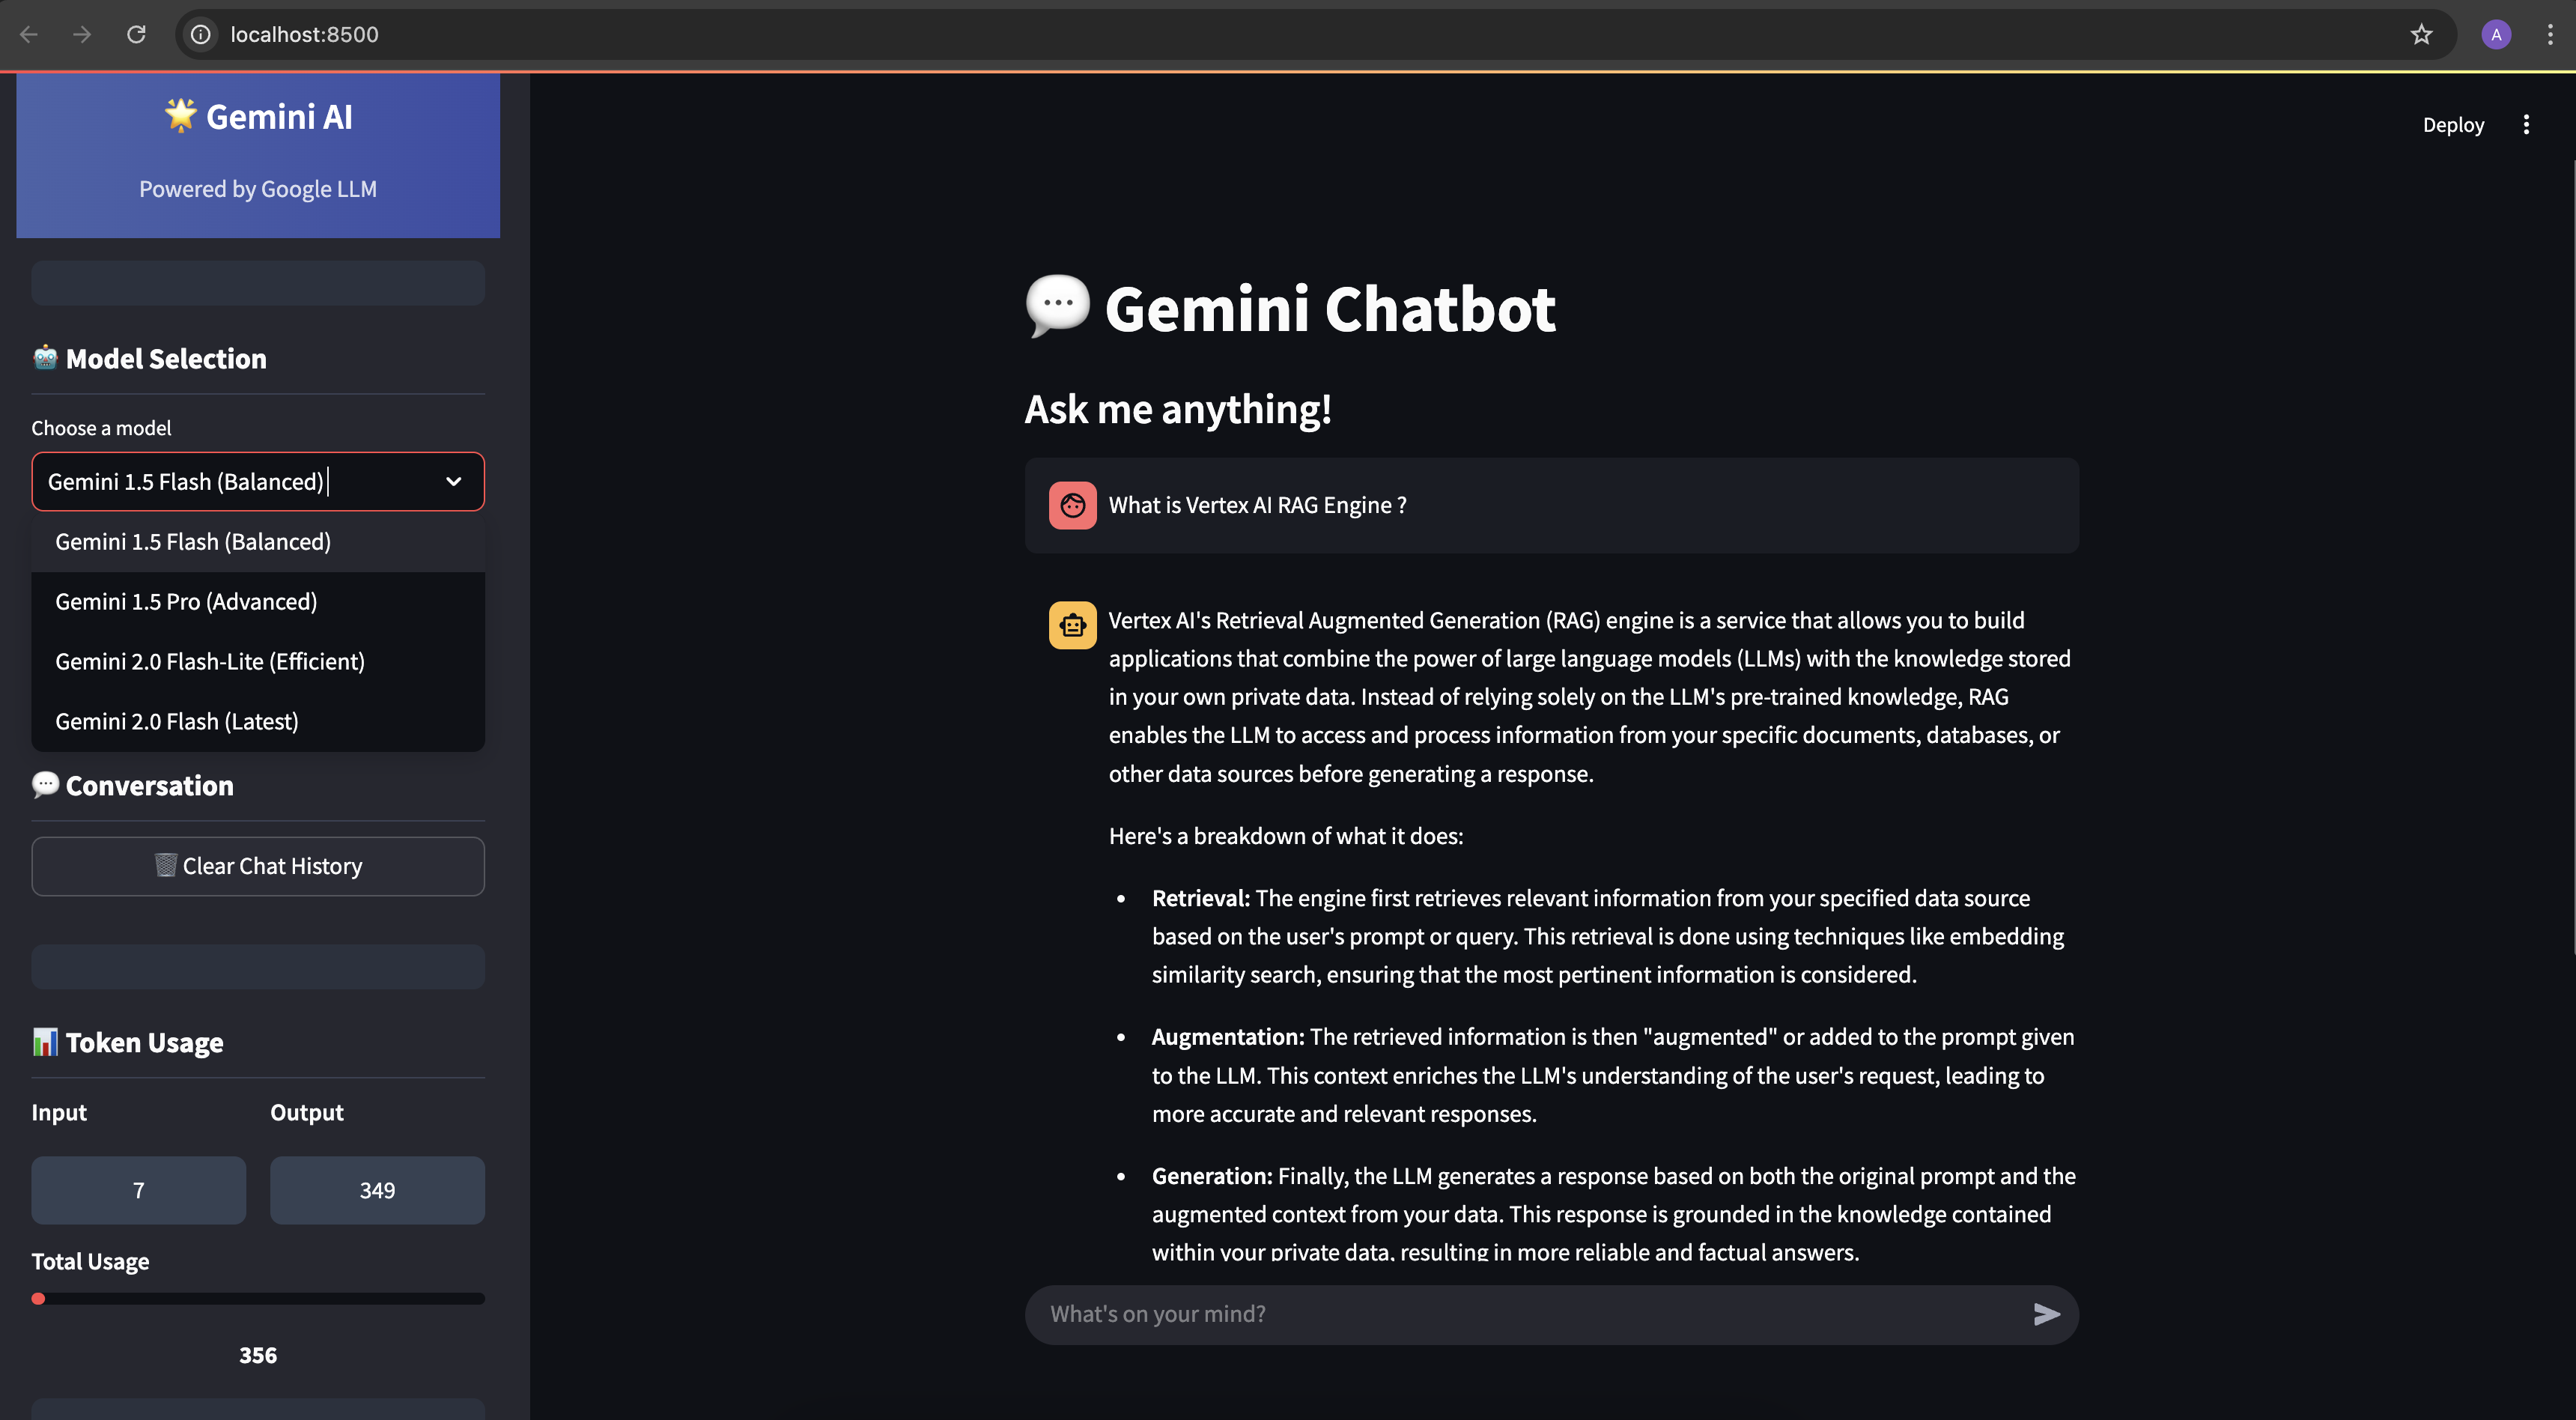 localhost:8500
A
Gemini AI
Powered by Google LLM
Model Selection
Choose a model
Gemini 1.5 Flash (Balanced)
Gemini 1.5 Flash (Balanced)
Gemini 1.5 Pro (Advanced)
Gemini 2.0 Flash-Lite (Efficient)
Gemini 2.0 Flash (Latest)
Conversation
Clear Chat History
Token Usage
Input Output
7 349
Total Usage
356
Deploy
Gemini Chatbot
Ask me anything!
What is Vertex AI RAG Engine ?
Vertex AI's Retrieval Augmented Generation (RAG) engine is a service that allows you to build
applications that combine the power of large language models (LLMs) with the knowledge stored
in your own private data. Instead of relying solely on the LLM's pre-trained knowledge, RAG
enables the LLM to access and process information from your specific documents, databases, or
other data sources before generating a response.
Here's a breakdown of what it does:
• Retrieval: The engine first retrieves relevant information from your specified data source
based on the user's prompt or query. This retrieval is done using techniques like embedding
similarity search, ensuring that the most pertinent information is considered.
• Augmentation: The retrieved information is then "augmented" or added to the prompt given
to the LLM. This context enriches the LLM's understanding of the user's request, leading to
more accurate and relevant responses.
• Generation: Finally, the LLM generates a response based on both the original prompt and the
augmented context from your data. This response is grounded in the knowledge contained
within your private data, resulting in more reliable and factual answers.
What's on your mind?